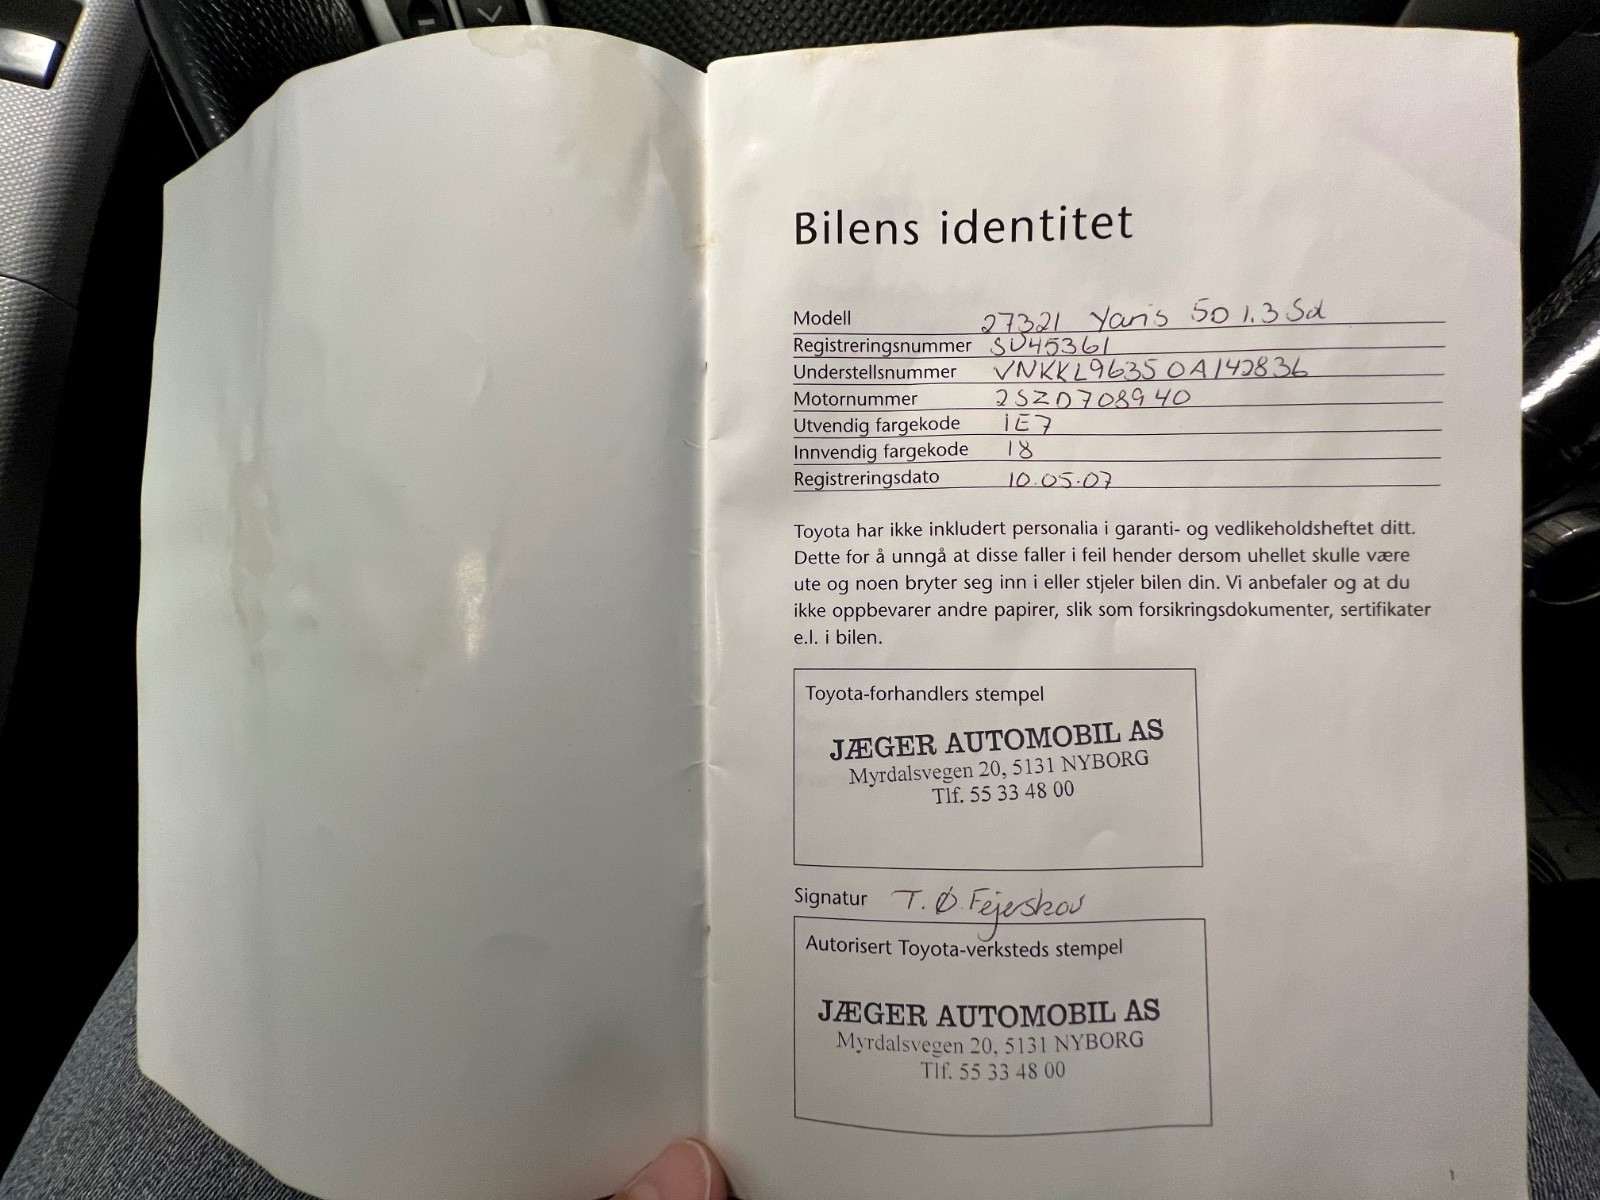 Bilens identitet
Modell 27321 Yaris 5D 1.3 Sol
Registreringsnummer SU45361
Understellsnummer VNKKL96350A142836
Motornummer 2SZD708940
Utvendig fargekode 1E7
Innvendig fargekode 18
Registreringsdato 10.05.07
Toyota har ikke inkludert personalia i garanti- og vedlikeholdsheftet ditt.
Dette for å unngå at disse faller i feil hender dersom uhellet skulle være
ute og noen bryter seg inn i eller stjeler bilen din. Vi anbefaler og at du
ikke oppbevarer andre papirer, slik som forsikringsdokumenter, sertifikater
e.l. i bilen.
Toyota-forhandlers stempel
JÆGER AUTOMOBIL AS
Myrdalsvegen 20, 5131 NYBORG
Tlf. 55 33 48 00
Signatur T. Ø. Fejerskov
Autorisert Toyota-verksteds stempel
JÆGER AUTOMOBIL AS
Myrdalsvegen 20, 5131 NYBORG
Tlf. 55 33 48 00
1